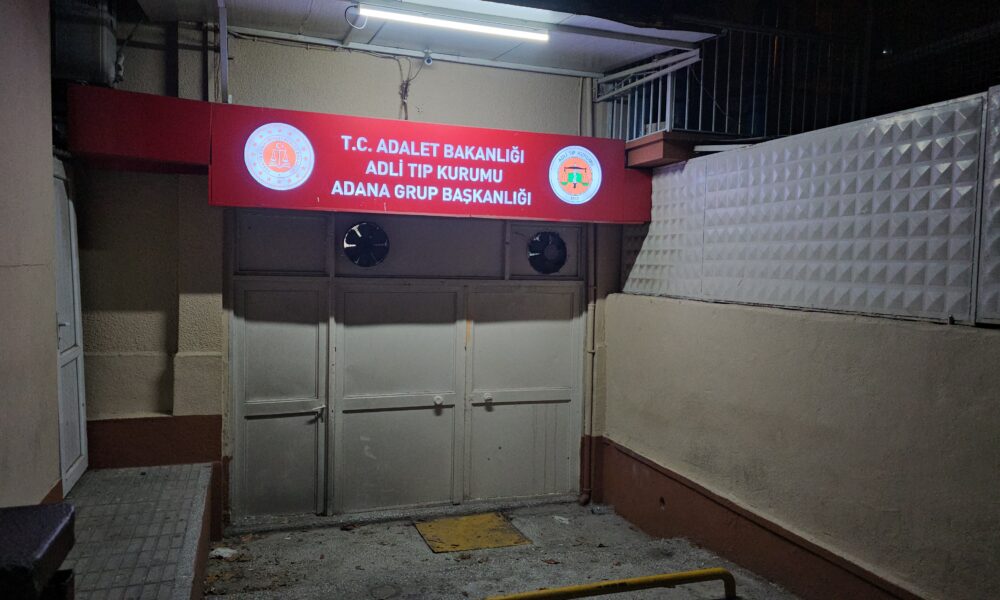 T.C. ADALET BAKANLIĞI
ADLİ TIP KURUMU
ADANA GRUP BAŞKANLIĞI